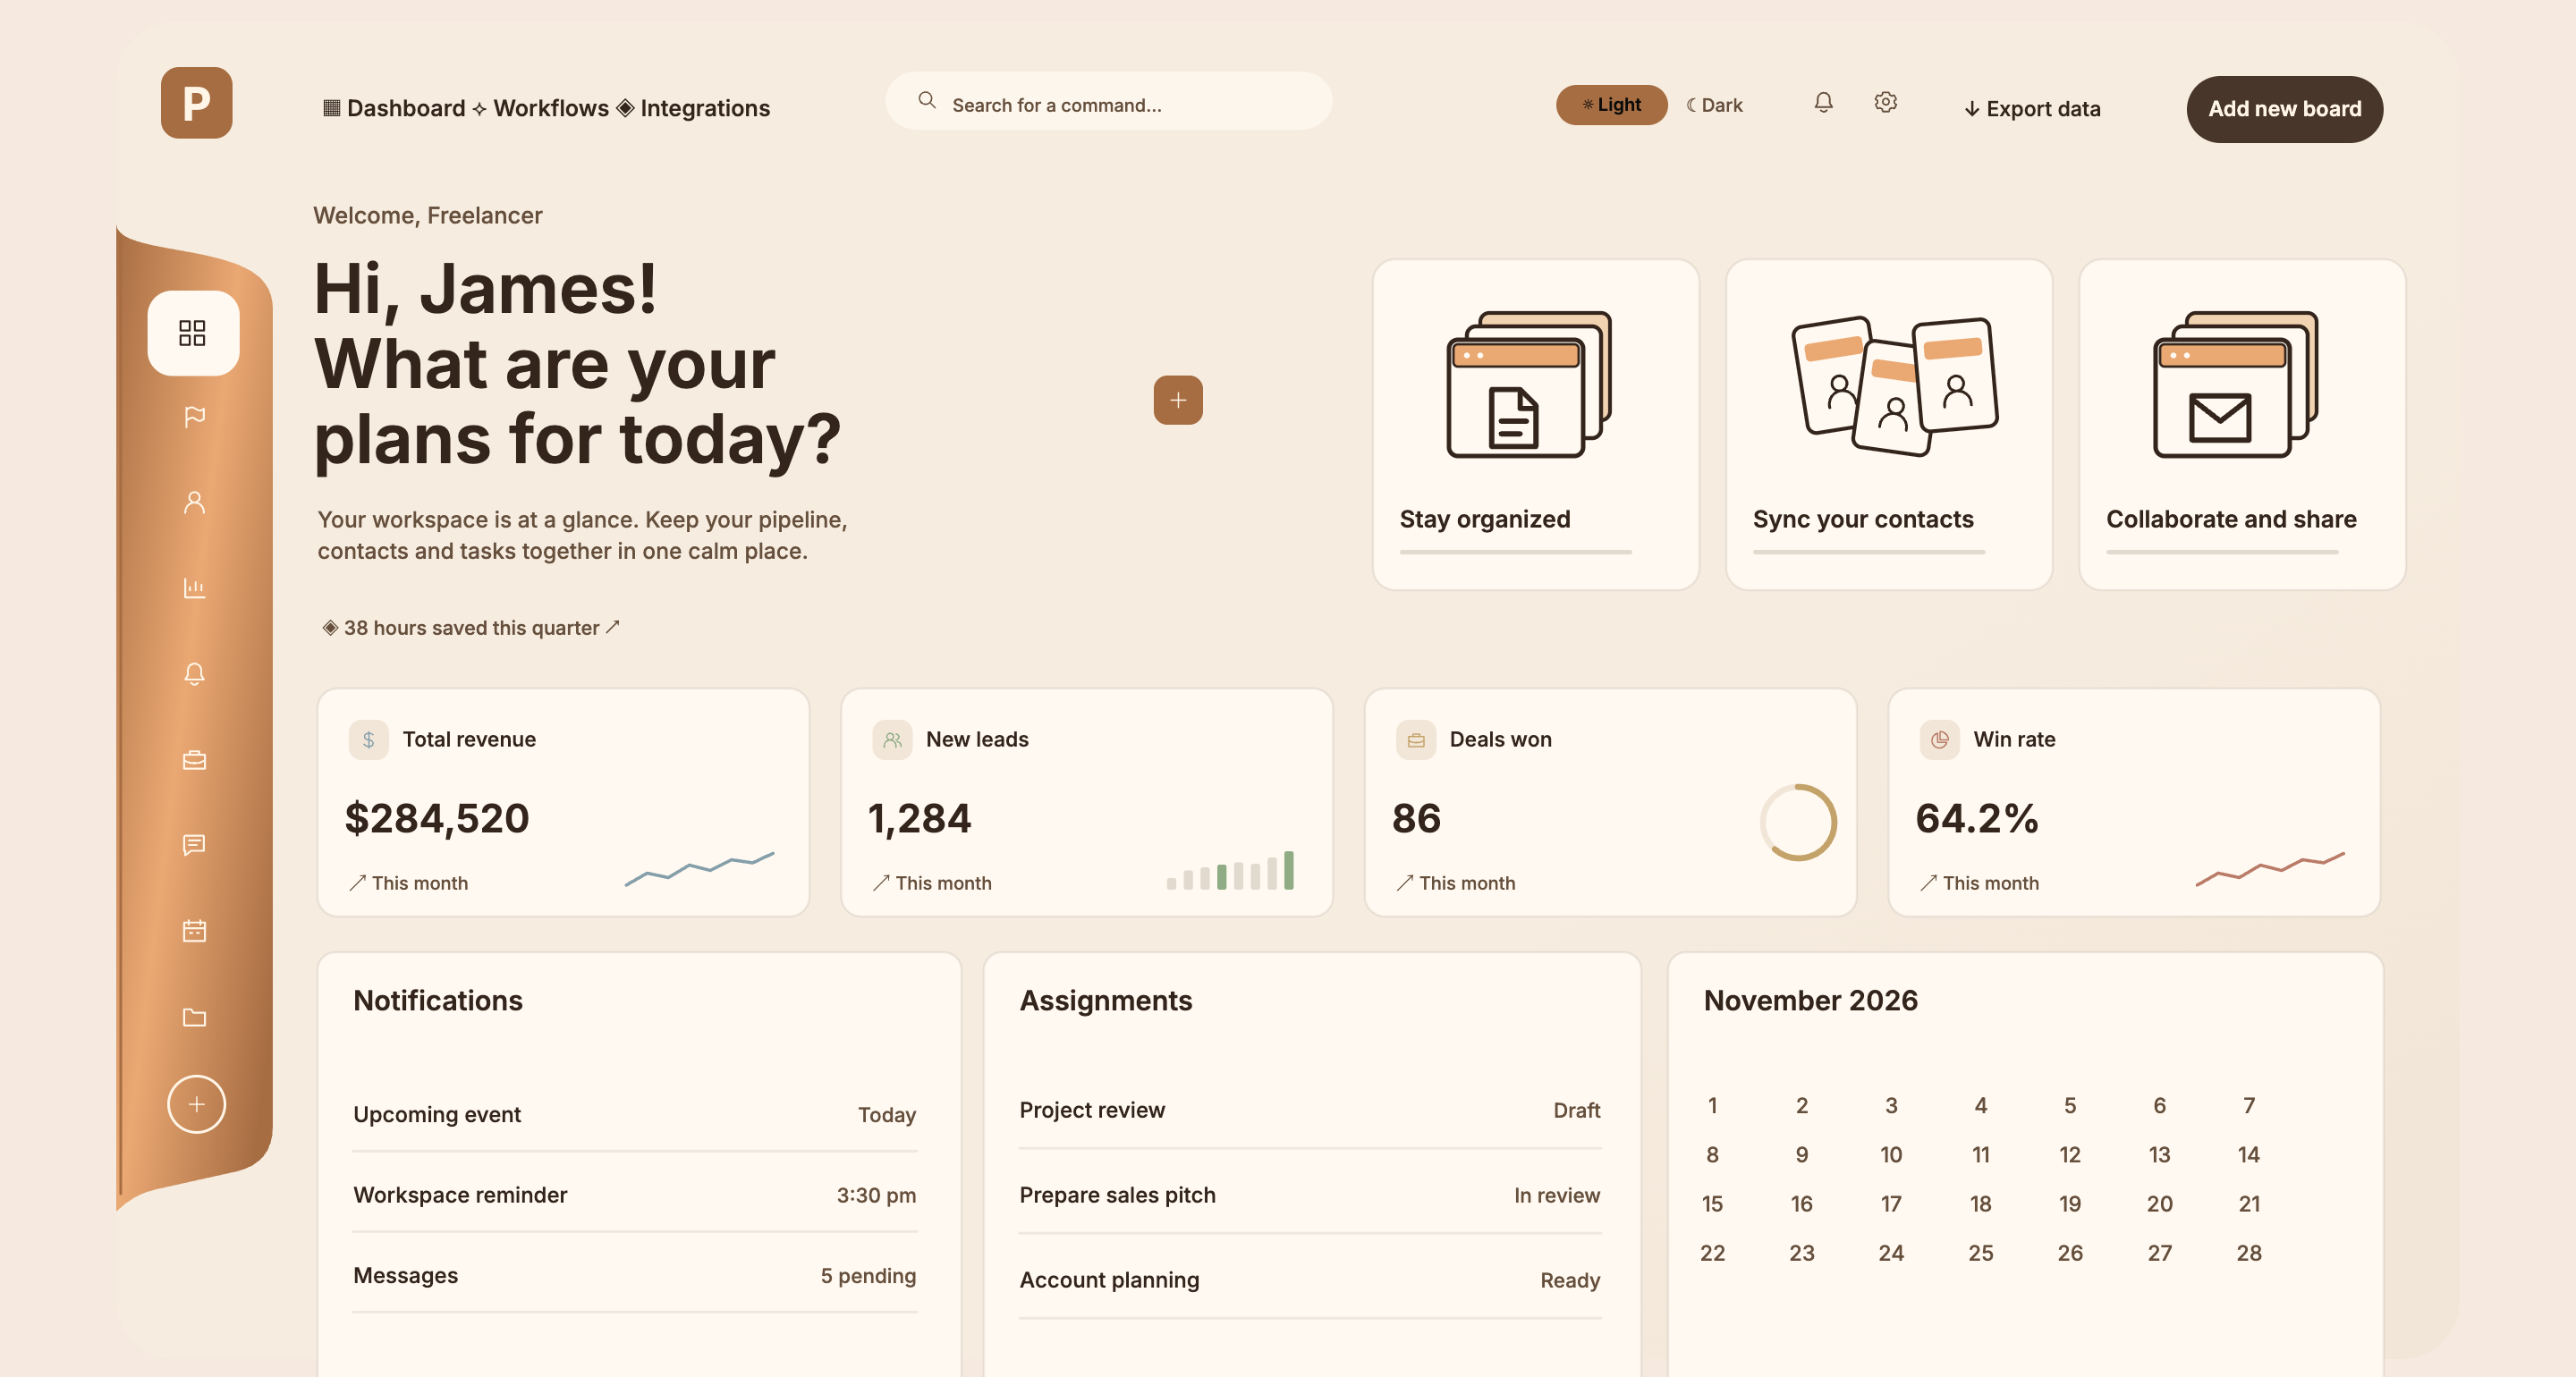 P
Dashboard Workflows Integrations
Search for a command...
Light
Dark
Export data
Add new board
Welcome, Freelancer
Hi, James!
What are your
plans for today?
Your workspace is at a glance. Keep your pipeline,
contacts and tasks together in one calm place.
38 hours saved this quarter
Stay organized
Sync your contacts
Collaborate and share
$ Total revenue
$284,520
This month
New leads
1,284
This month
Deals won
86
This month
Win rate
64.2%
This month
Notifications
Upcoming event Today
Workspace reminder 3:30 pm
Messages 5 pending
Assignments
Project review Draft
Prepare sales pitch In review
Account planning Ready
November 2026
1 2 3 4 5 6 7
8 9 10 11 12 13 14
15 16 17 18 19 20 21
22 23 24 25 26 27 28